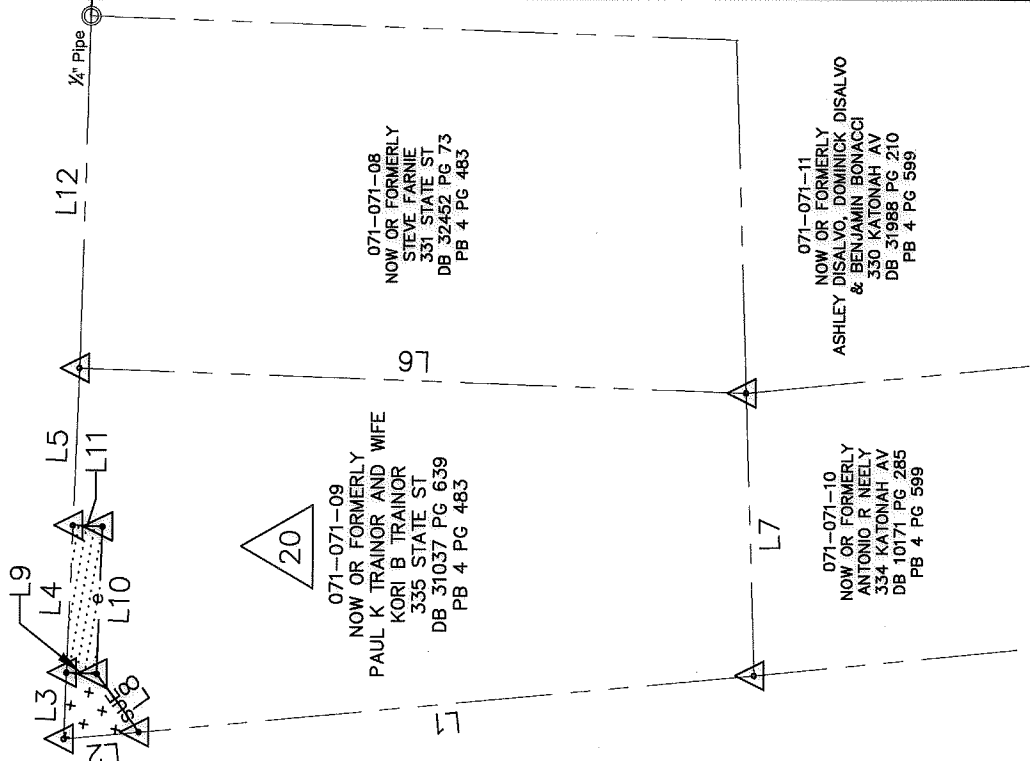 ¼" Pipe
L12
071-071-08
NOW OR FORMERLY
STEVE FARNIE
331 STATE ST
DB 32452 PG 73
PB 4 PG 483
071-071-11
NOW OR FORMERLY
ASHLEY DISALVO, DOMINICK DISALVO
& BENJAMIN BONACCI
330 KATONAH AV
DB 31988 PG 210
PB 4 PG 599
L6
L5
L11
L9
L4
e
L10
L3
SUE
L8
L2
L1
20
071-071-09
NOW OR FORMERLY
PAUL K TRAINOR AND WIFE
KORI B TRAINOR
335 STATE ST
DB 31037 PG 639
PB 4 PG 483
L7
071-071-10
NOW OR FORMERLY
ANTONIO R NEELY
334 KATONAH AV
DB 10171 PG 285
PB 4 PG 599